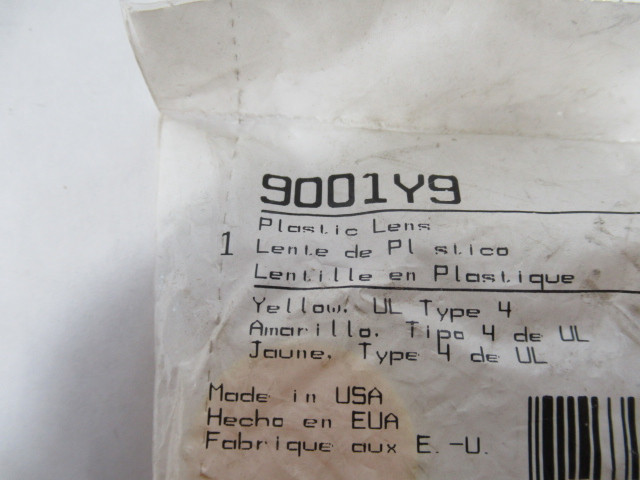 9001Y9
Plastic Lens
1 Lente de Pl stico
Lentille en Plastique
Yellow. UL Type 4
Amarillo. Tipo 4 de UL
Jaune. Type 4 de UL
Made in USA
Hecho en EUA
Fabrique aux E.-U.